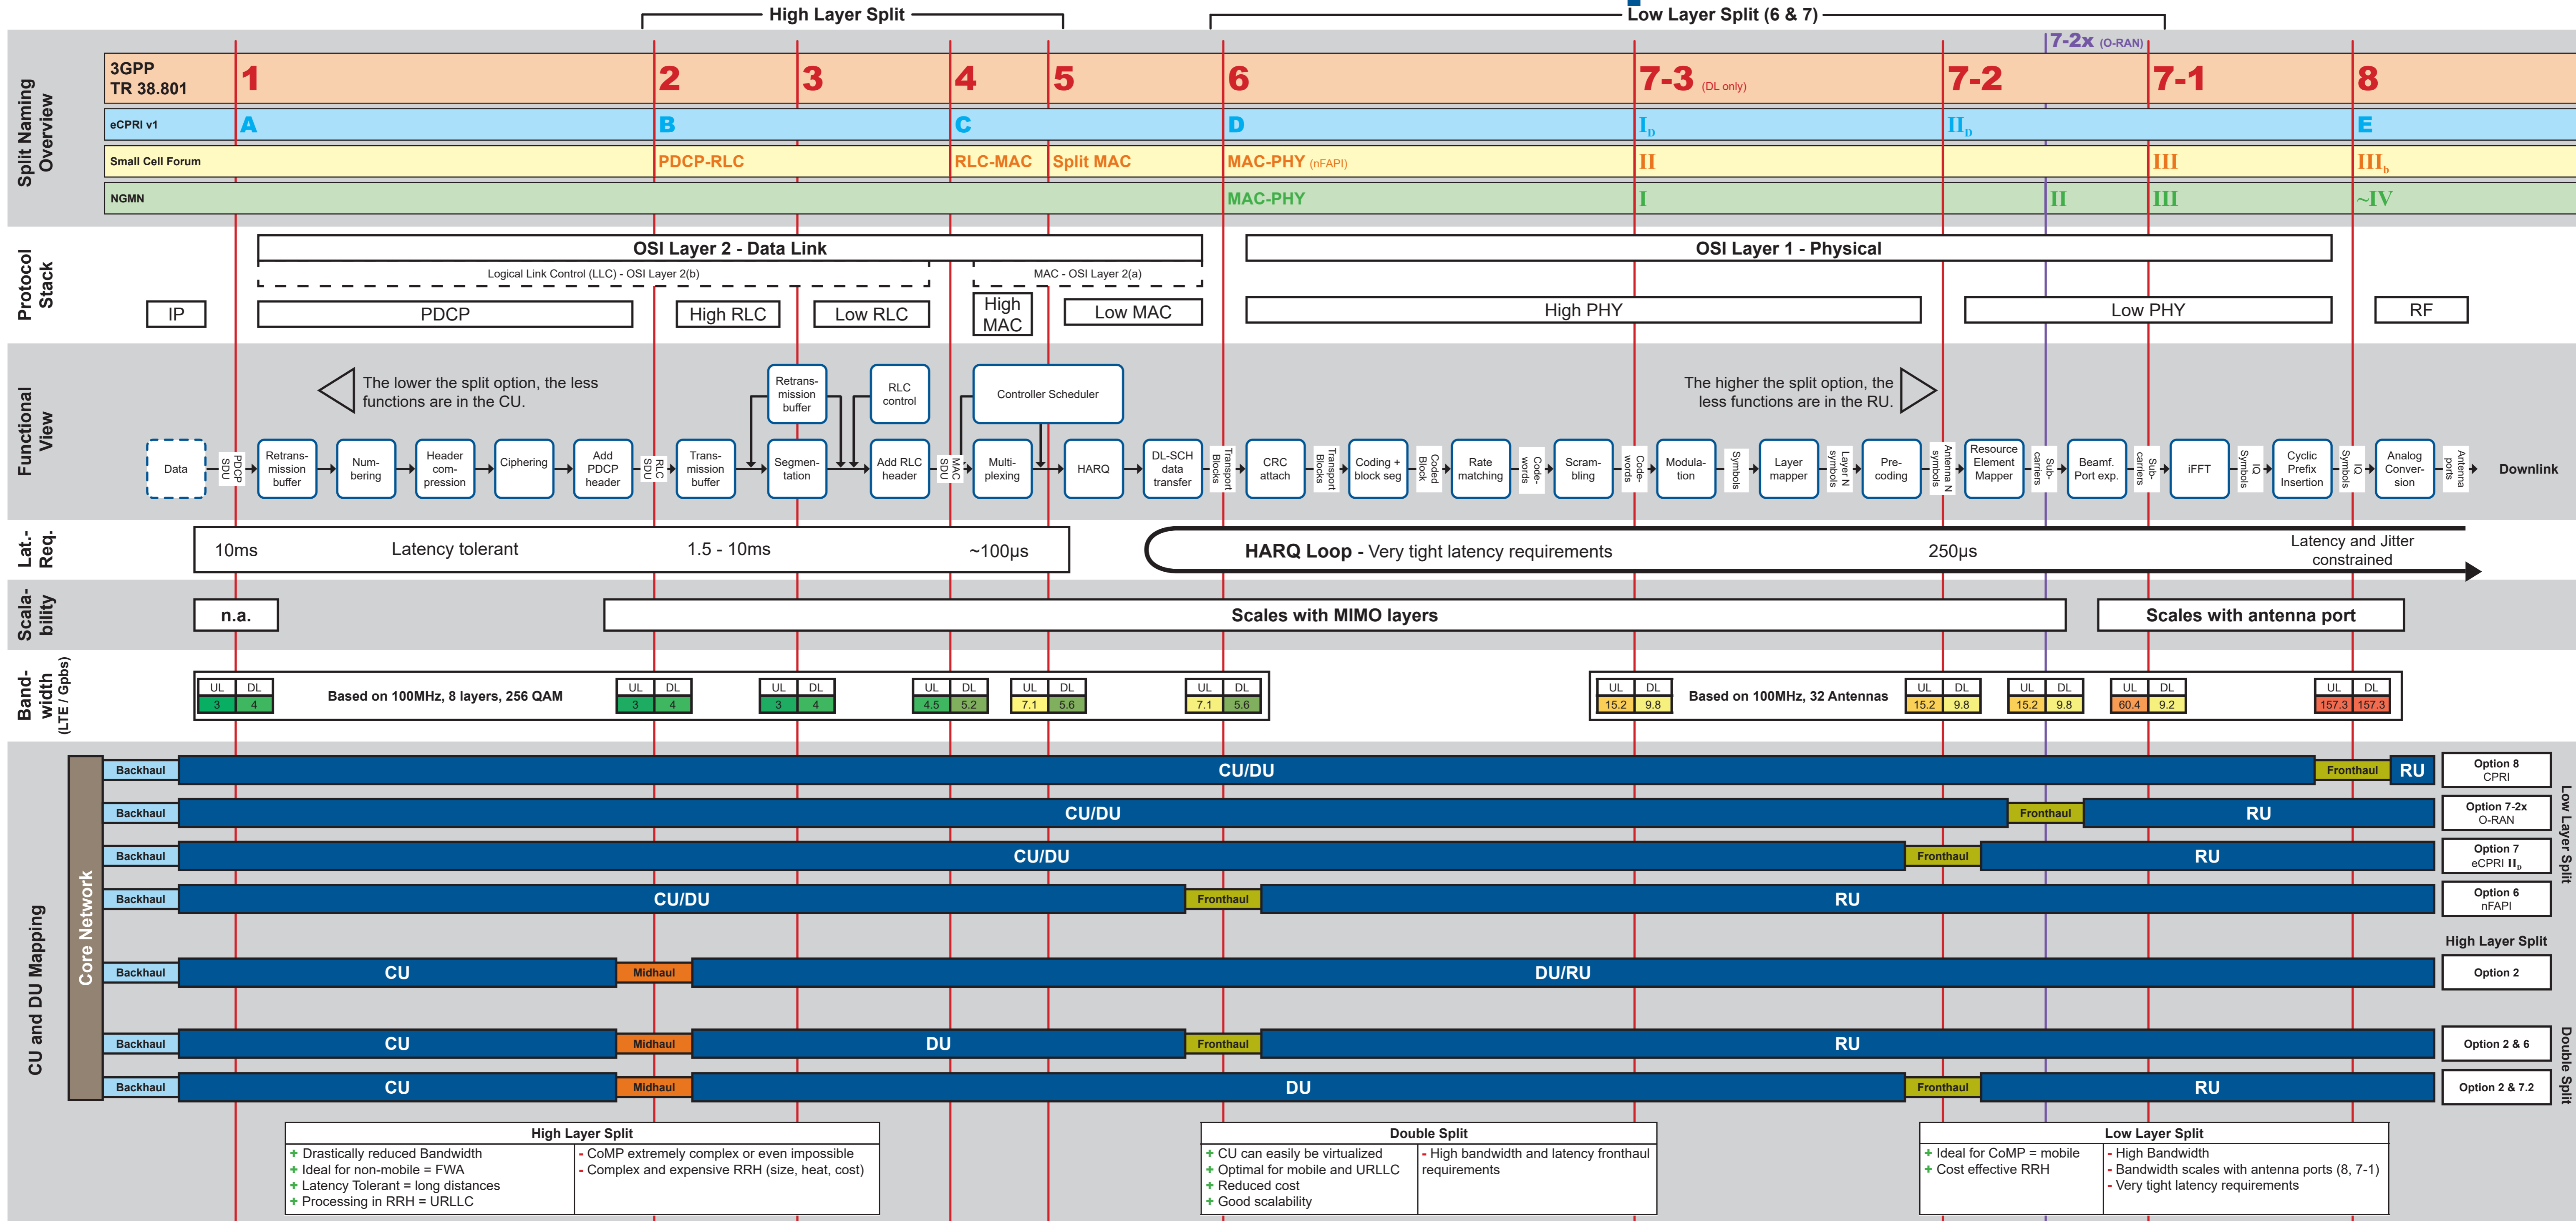 High Layer Split
Low Layer Split (6 & 7)
7-2x (O-RAN)
Split Naming
Overview
3GPP
TR 38.801
1
2
3
4
5
6
7-3 (DL only)
7-2
7-1
8
eCPRI v1
A
B
C
D
I_D
II_D
E
Small Cell Forum
PDCP-RLC
RLC-MAC
Split MAC
MAC-PHY (nFAPI)
II
III
III_b
NGMN
MAC-PHY
I
II
III
~IV
Protocol
Stack
OSI Layer 2 - Data Link
OSI Layer 1 - Physical
Logical Link Control (LLC) - OSI Layer 2(b)
MAC - OSI Layer 2(a)
IP
PDCP
High RLC
Low RLC
High
MAC
Low MAC
High PHY
Low PHY
RF
Functional
View
The lower the split option, the less
functions are in the CU.
Retrans-
mission
buffer
RLC
control
Controller Scheduler
The higher the split option, the
less functions are in the RU.
Data
PDCP
SDU
Retrans-
mission
buffer
Num-
bering
Header
com-
pression
Ciphering
Add
PDCP
header
RLC
SDU
Trans-
mission
buffer
Segmen-
tation
Add RLC
header
MAC
SDU
Multi-
plexing
HARQ
DL-SCH
data
transfer
Transport
Blocks
CRC
attach
Transport
Blocks
Coding +
block seg
Coded
Block
Rate
matching
Code-
words
Scram-
bling
Code-
words
Modula-
tion
Symbols
Layer
mapper
Layer N
symbols
Pre-
coding
Antenna N
symbols
Resource
Element
Mapper
Sub-
carriers
Beamf.
Port exp.
Sub-
carriers
iFFT
IQ
Symbols
Cyclic
Prefix
Insertion
IQ
Symbols
Analog
Conver-
sion
Antenna
ports
Downlink
Lat.-
Req.
10ms
Latency tolerant
1.5 - 10ms
~100µs
HARQ Loop - Very tight latency requirements
250µs
Latency and Jitter
constrained
Scala-
bility
n.a.
Scales with MIMO layers
Scales with antenna port
Band-
width
(LTE / Gpbs)
UL DL
3 4
Based on 100MHz, 8 layers, 256 QAM
UL DL
3 4
UL DL
3 4
UL DL
4.5 5.2
UL DL
7.1 5.6
UL DL
7.1 5.6
UL DL
15.2 9.8
Based on 100MHz, 32 Antennas
UL DL
15.2 9.8
UL DL
15.2 9.8
UL DL
60.4 9.2
UL DL
157.3 157.3
CU and DU Mapping
Core Network
Backhaul
CU/DU
Fronthaul
RU
Option 8
CPRI
Backhaul
CU/DU
Fronthaul
RU
Option 7-2x
O-RAN
Backhaul
CU/DU
Fronthaul
RU
Option 7
eCPRI II_D
Backhaul
CU/DU
Fronthaul
RU
Option 6
nFAPI
Low Layer Split
High Layer Split
Backhaul
CU
Midhaul
DU/RU
Option 2
Backhaul
CU
Midhaul
DU
Fronthaul
RU
Option 2 & 6
Backhaul
CU
Midhaul
DU
Fronthaul
RU
Option 2 & 7.2
Double Split
High Layer Split
+ Drastically reduced Bandwidth
+ Ideal for non-mobile = FWA
+ Latency Tolerant = long distances
+ Processing in RRH = URLLC
- CoMP extremely complex or even impossible
- Complex and expensive RRH (size, heat, cost)
Double Split
+ CU can easily be virtualized
+ Optimal for mobile and URLLC
+ Reduced cost
+ Good scalability
- High bandwidth and latency fronthaul
requirements
Low Layer Split
+ Ideal for CoMP = mobile
+ Cost effective RRH
- High Bandwidth
- Bandwidth scales with antenna ports (8, 7-1)
- Very tight latency requirements